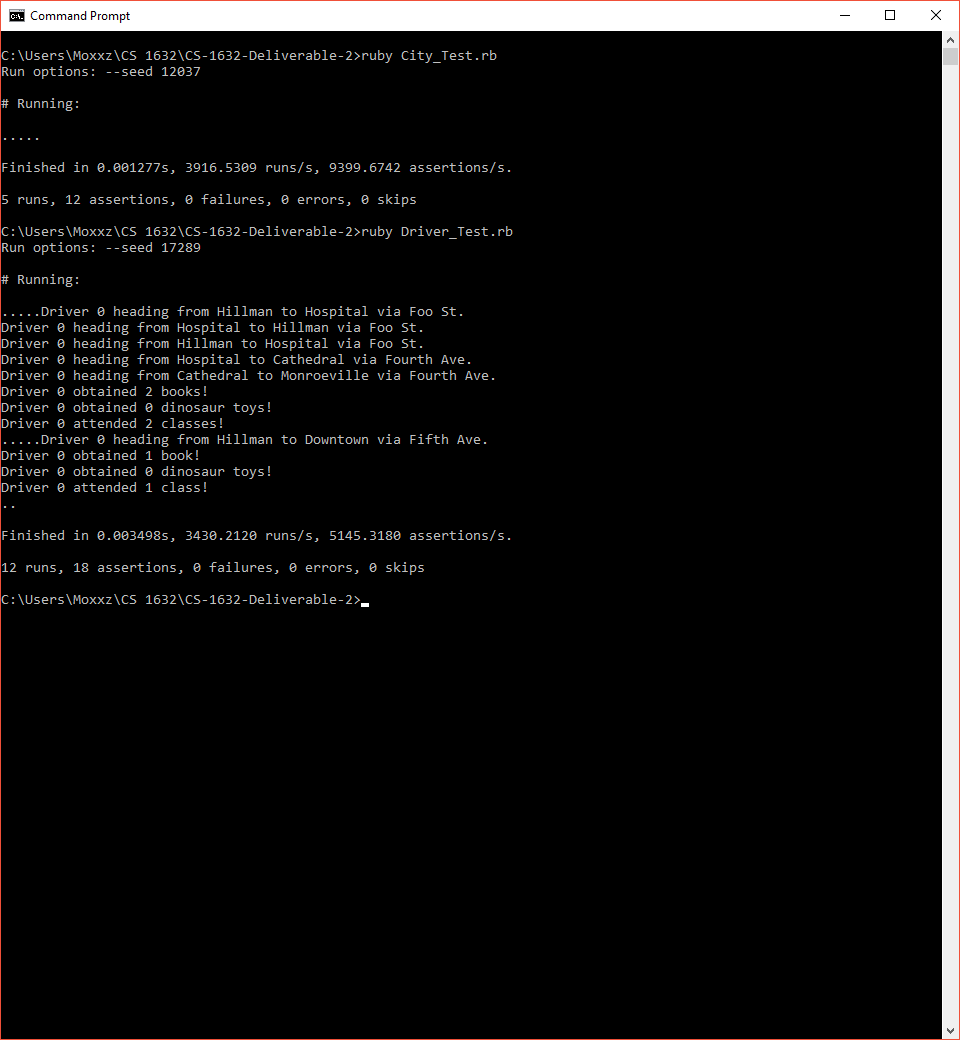 Command Prompt
C:\Users\Moxxz\CS 1632\CS-1632-Deliverable-2>ruby City_Test.rb
Run options: --seed 12037
# Running:
.....
Finished in 0.001277s, 3916.5309 runs/s, 9399.6742 assertions/s.
5 runs, 12 assertions, 0 failures, 0 errors, 0 skips
C:\Users\Moxxz\CS 1632\CS-1632-Deliverable-2>ruby Driver_Test.rb
Run options: --seed 17289
# Running:
.....Driver 0 heading from Hillman to Hospital via Foo St.
Driver 0 heading from Hospital to Hillman via Foo St.
Driver 0 heading from Hillman to Hospital via Foo St.
Driver 0 heading from Hospital to Cathedral via Fourth Ave.
Driver 0 heading from Cathedral to Monroeville via Fourth Ave.
Driver 0 obtained 2 books!
Driver 0 obtained 0 dinosaur toys!
Driver 0 attended 2 classes!
.....Driver 0 heading from Hillman to Downtown via Fifth Ave.
Driver 0 obtained 1 book!
Driver 0 obtained 0 dinosaur toys!
Driver 0 attended 1 class!
..
Finished in 0.003498s, 3430.2120 runs/s, 5145.3180 assertions/s.
12 runs, 18 assertions, 0 failures, 0 errors, 0 skips
C:\Users\Moxxz\CS 1632\CS-1632-Deliverable-2>